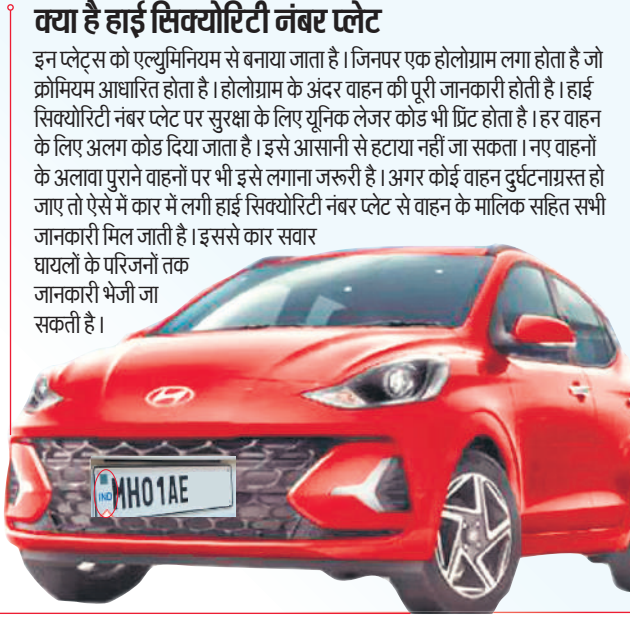 क्या है हाई सिक्योरिटी नंबर प्लेट
इन प्लेट्स को एल्युमिनियम से बनाया जाता है। जिनपर एक होलोग्राम लगा होता है जो
क्रोमियम आधारित होता है। होलोग्राम के अंदर वाहन की पूरी जानकारी होती है। हाई
सिक्योरिटी नंबर प्लेट पर सुरक्षा के लिए यूनिक लेजर कोड भी प्रिंट होता है। हर वाहन
के लिए अलग कोड दिया जाता है। इसे आसानी से हटाया नहीं जा सकता। नए वाहनों
के अलावा पुराने वाहनों पर भी इसे लगाना जरूरी है। अगर कोई वाहन दुर्घटनाग्रस्त हो
जाए तो ऐसे में कार में लगी हाई सिक्योरिटी नंबर प्लेट से वाहन के मालिक सहित सभी
जानकारी मिल जाती है। इससे कार सवार
घायलों के परिजनों तक
जानकारी भेजी जा
सकती है।
IND MH01AE